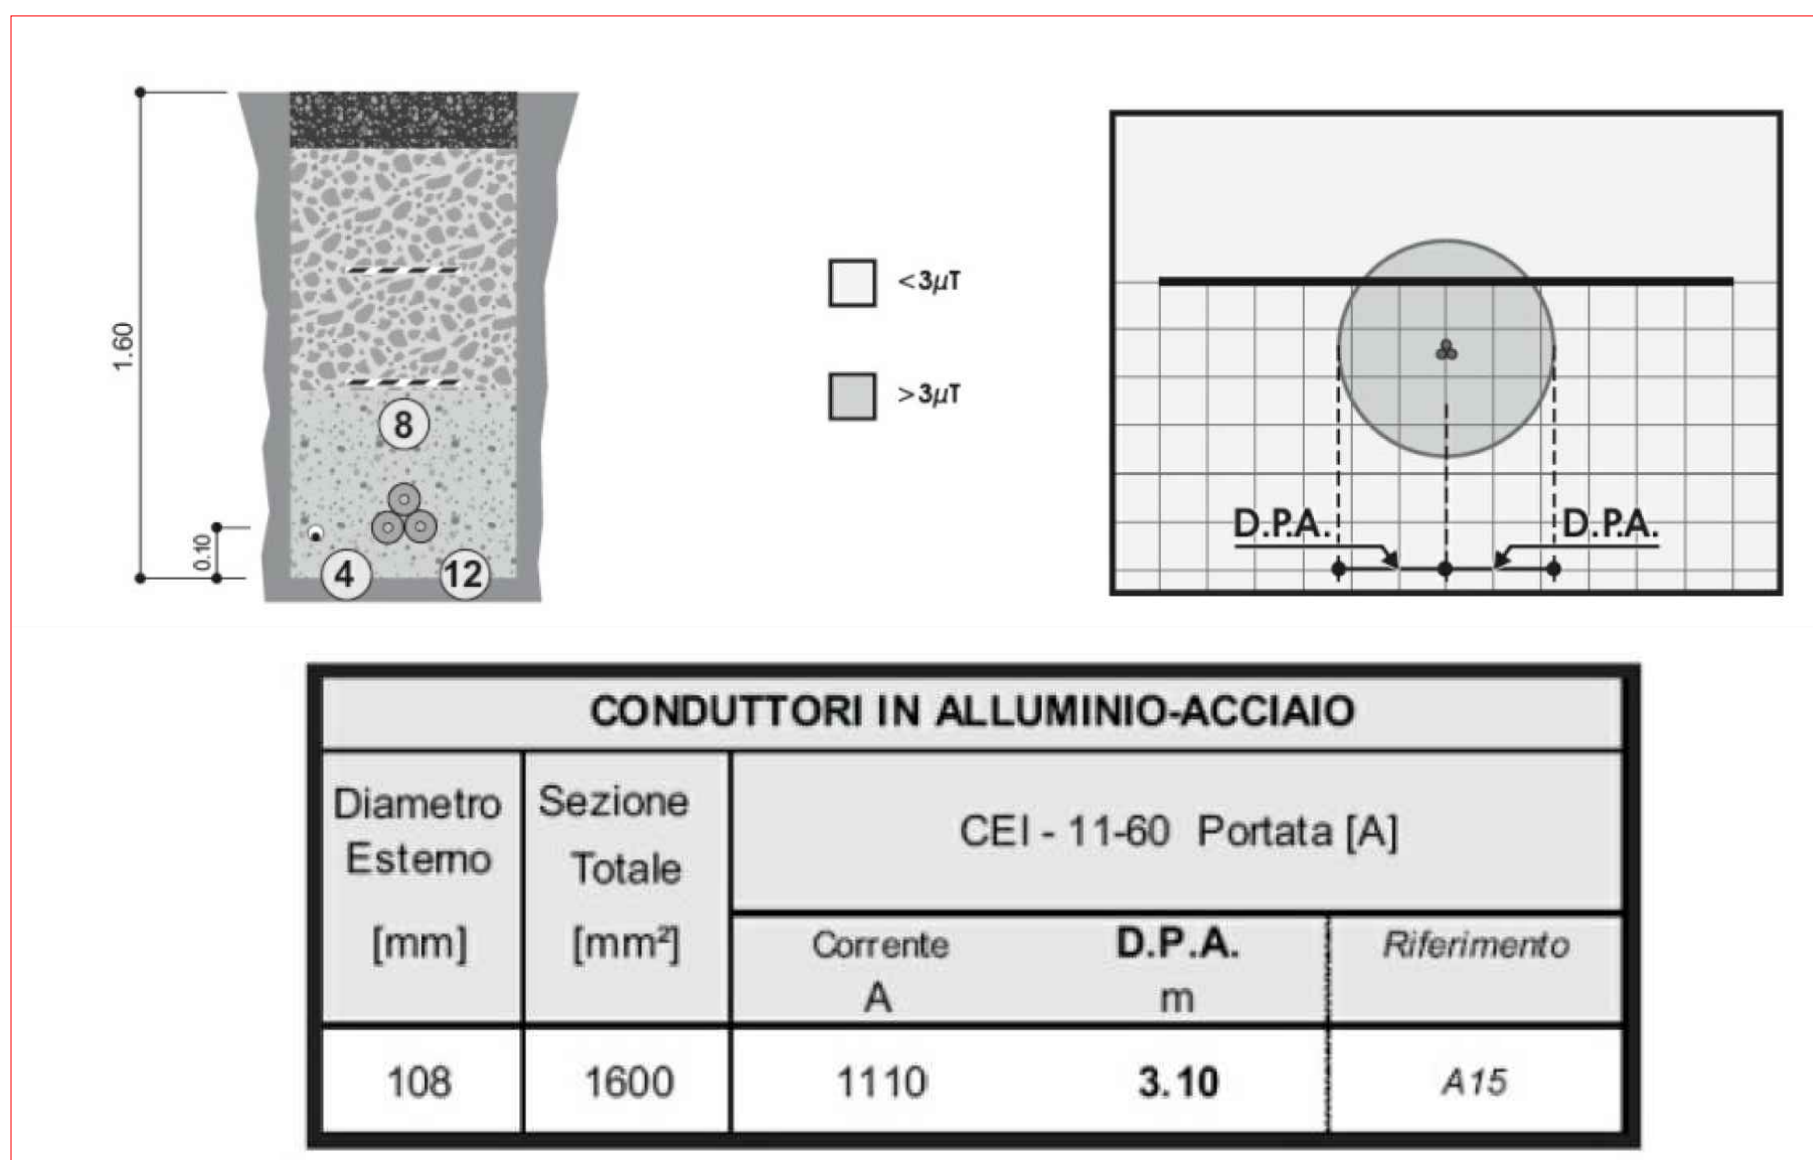 1.60
0.10
8
4
12
<3µT
>3µT
D.P.A.
D.P.A.
CONDUTTORI IN ALLUMINIO-ACCIAIO
Diametro
Esterno
[mm]
Sezione
Totale
[mm²]
CEI - 11-60 Portata [A]
Corrente
A
D.P.A.
m
Riferimento
108 1600 1110 3.10 A15